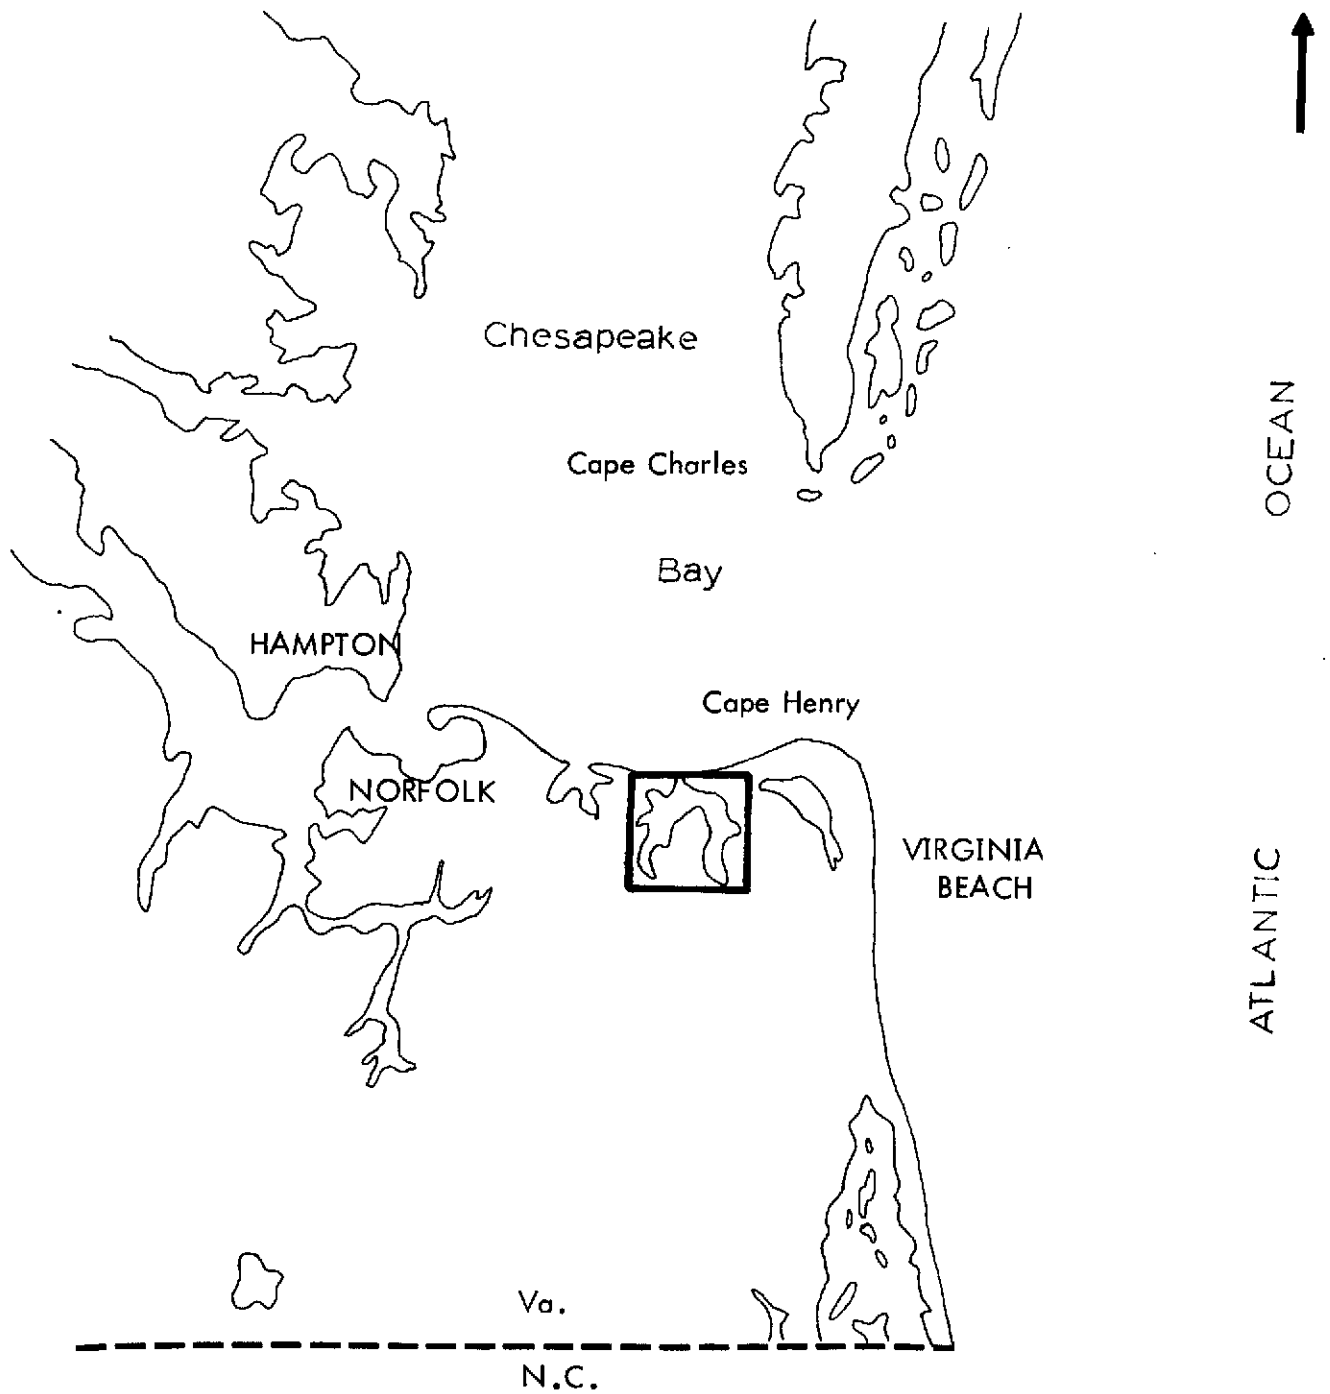 Chesapeake
OCEAN
Cape Charles
Bay
HAMPTON
Cape Henry
NORFOLK
VIRGINIA
BEACH
ATLANTIC
Va.
N.C.